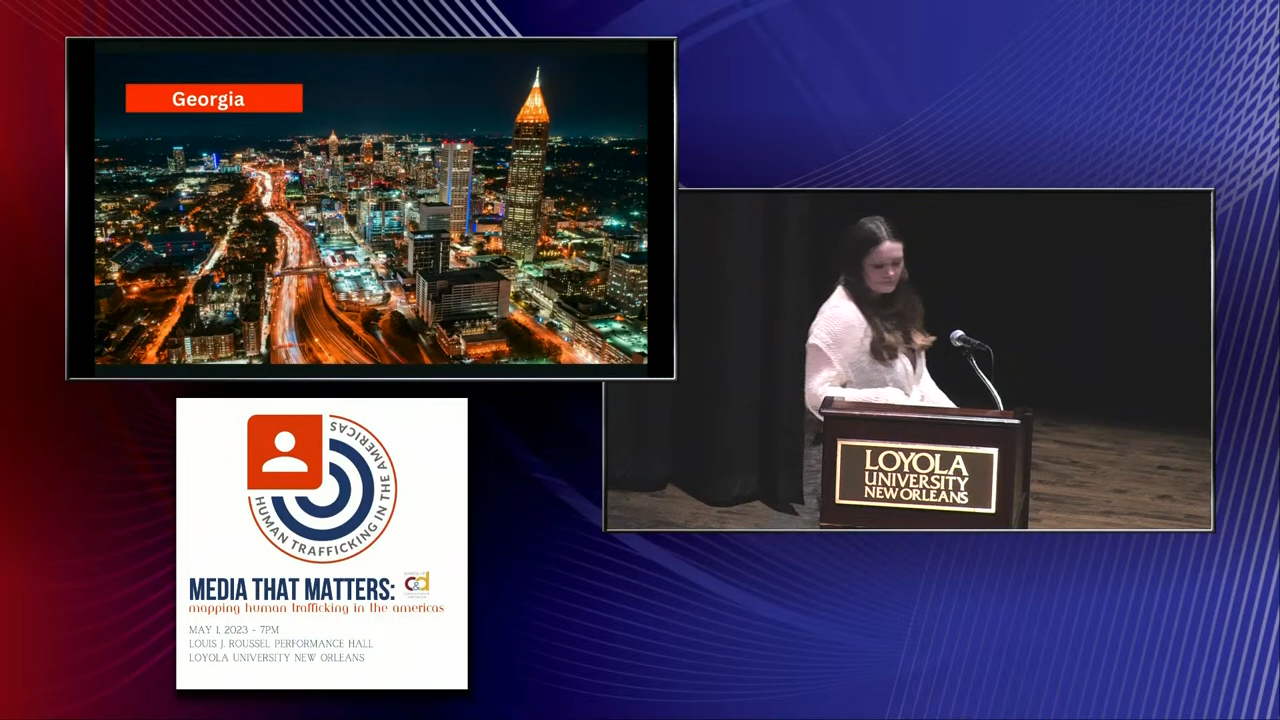 Georgia
HUMAN TRAFFICKING IN THE AMERICAS
MEDIA THAT MATTERS:
c&d
mapping human trafficking in the americas
MAY 1, 2023 - 7PM
LOUIS J. ROUSSEL PERFORMANCE HALL
LOYOLA UNIVERSITY NEW ORLEANS
LOYOLA
UNIVERSITY
NEW ORLEANS